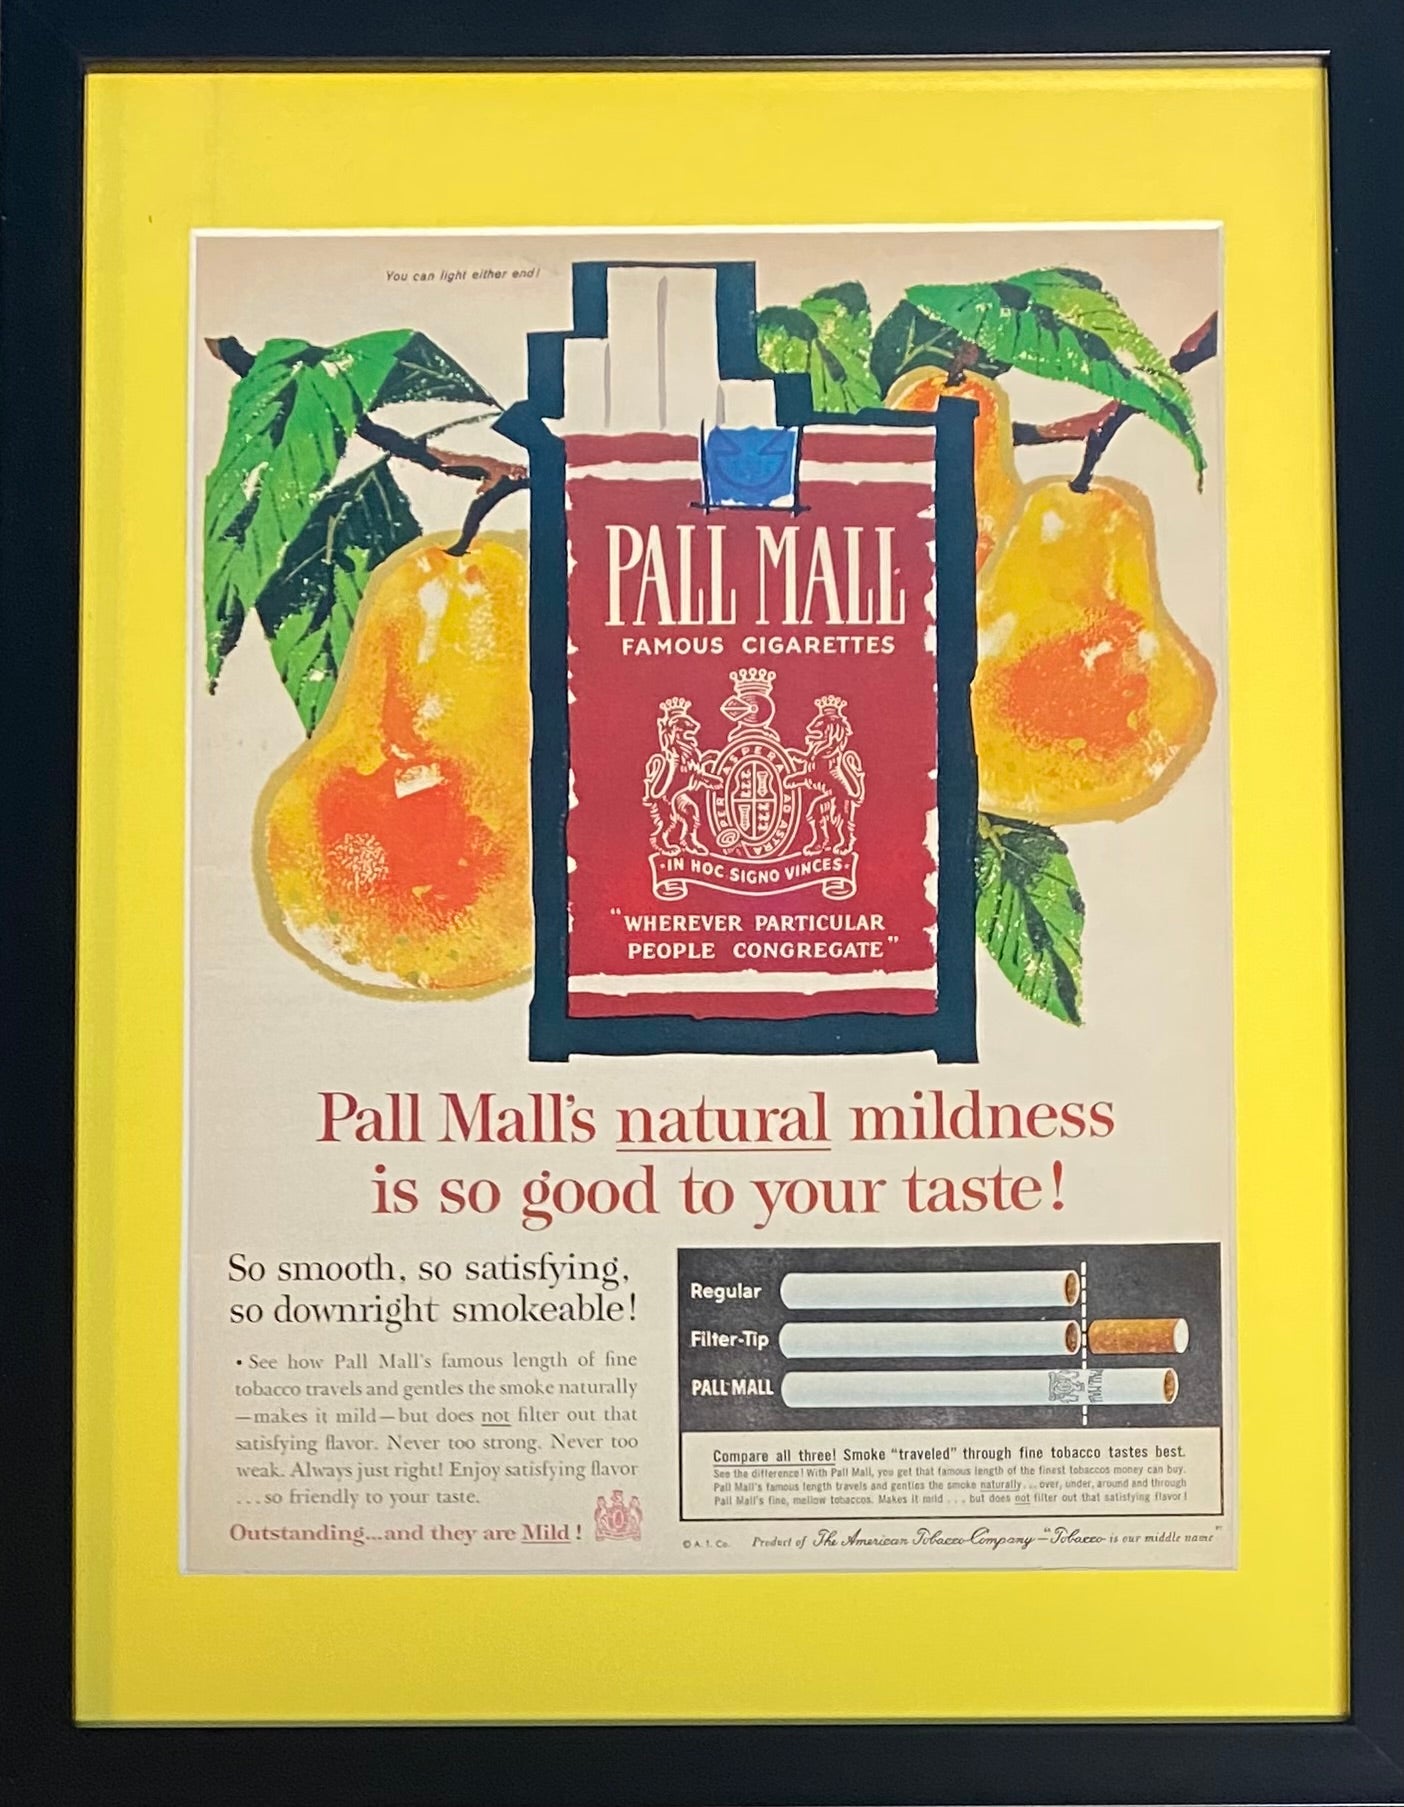 You can light either end!
PALL MALL
FAMOUS CIGARETTES
PER ASPERA AD ASTRA
·IN HOC SIGNO VINCES·
"WHEREVER PARTICULAR
PEOPLE CONGREGATE"
Pall Mall's natural mildness
is so good to your taste!
So smooth, so satisfying,
so downright smokeable!
• See how Pall Mall's famous length of fine
tobacco travels and gentles the smoke naturally
—makes it mild—but does not filter out that
satisfying flavor. Never too strong. Never too
weak. Always just right! Enjoy satisfying flavor
...so friendly to your taste.
Outstanding...and they are Mild!
Regular
Filter-Tip
PALL MALL
PALL MALL
Compare all three! Smoke "traveled" through fine tobacco tastes best.
See the difference! With Pall Mall, you get that famous length of the finest tobaccos money can buy.
Pall Mall's famous length travels and gentles the smoke naturally... over, under, around and through
Pall Mall's fine, mellow tobaccos. Makes it mild ... but does not filter out that satisfying flavor!
© A. T. Co. Product of The American Tobacco Company—"Tobacco is our middle name"